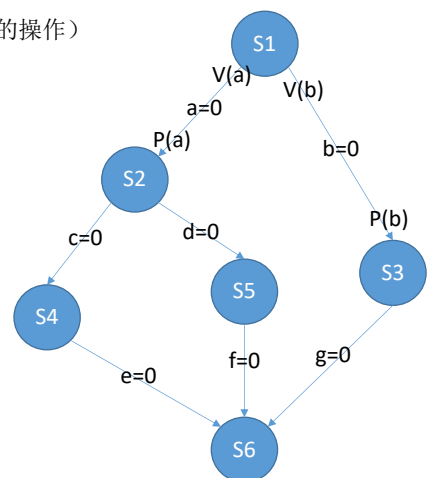 的操作）
S1
V(a)
V(b)
a=0
P(a)
b=0
S2
P(b)
c=0
d=0
S3
S5
S4
f=0
g=0
e=0
S6